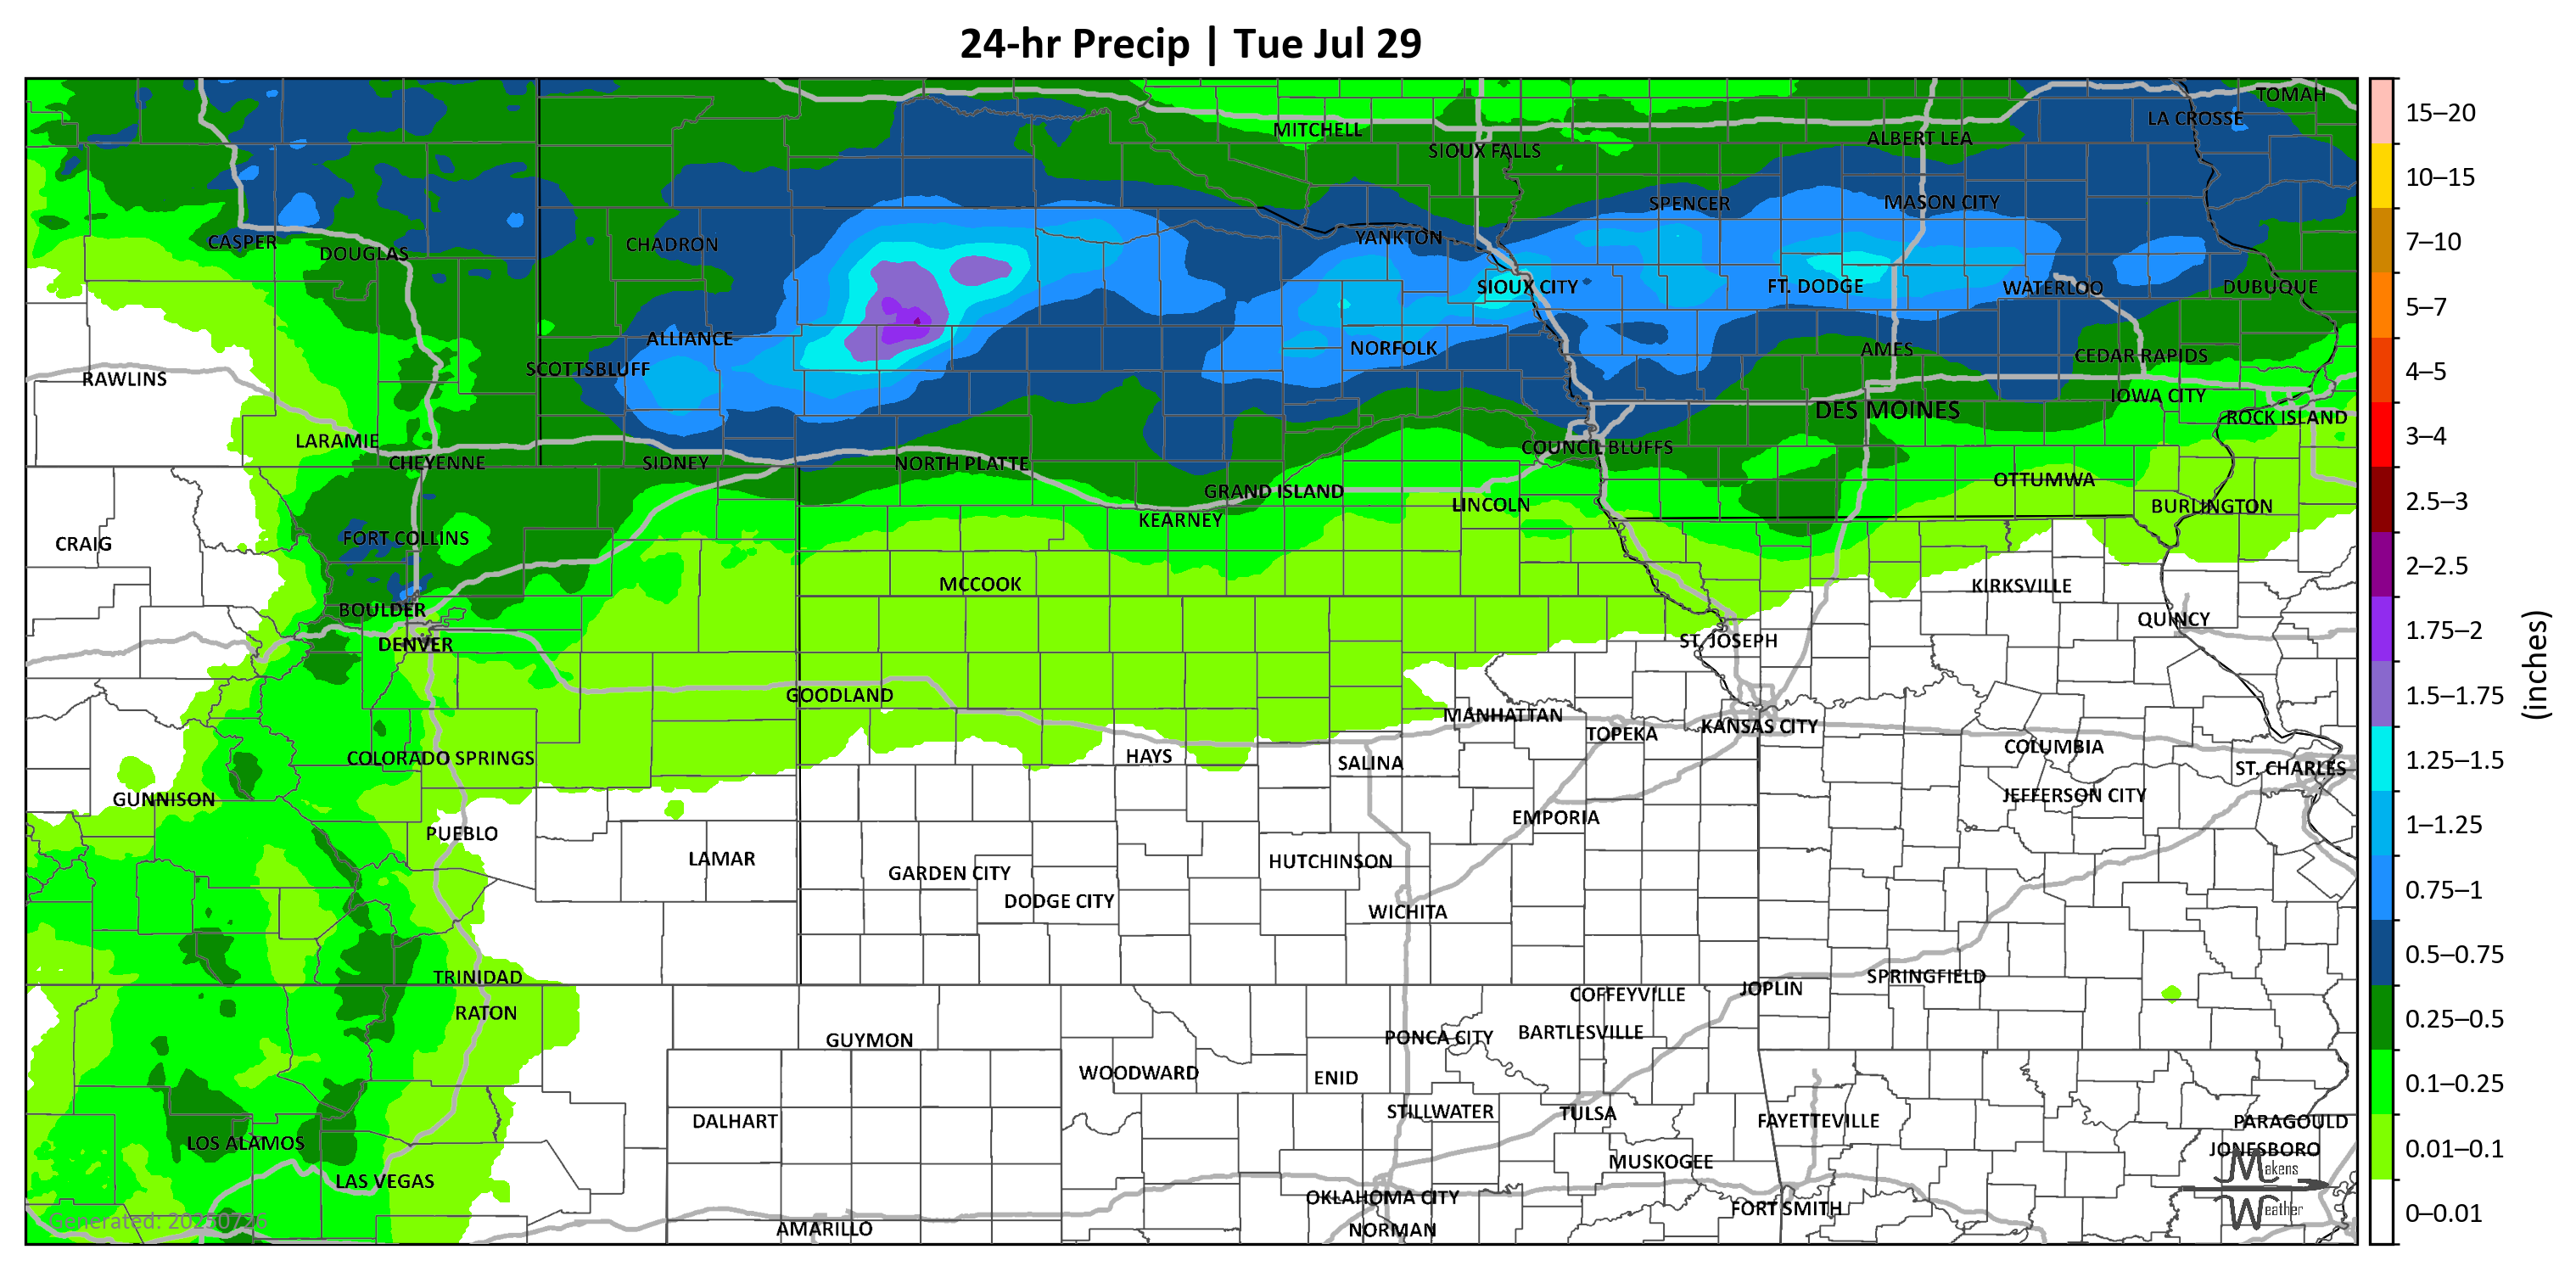 24-hr Precip | Tue Jul 29
TOMAH
LA CROSSE
MITCHELL
ALBERT LEA
SIOUX FALLS
SPENCER
MASON CITY
CASPER
DOUGLAS
CHADRON
YANKTON
SIOUX CITY
FT. DODGE
WATERLOO
DUBUQUE
ALLIANCE
NORFOLK
AMES
CEDAR RAPIDS
SCOTTSBLUFF
RAWLINS
IOWA CITY
DES MOINES
ROCK ISLAND
LARAMIE
COUNCIL BLUFFS
CHEYENNE
SIDNEY
NORTH PLATTE
OTTUMWA
GRAND ISLAND
LINCOLN
BURLINGTON
KEARNEY
CRAIG
FORT COLLINS
MCCOOK
KIRKSVILLE
BOULDER
QUINCY
DENVER
ST. JOSEPH
GOODLAND
MANHATTAN
TOPEKA
KANSAS CITY
COLUMBIA
COLORADO SPRINGS
HAYS
SALINA
ST. CHARLES
GUNNISON
JEFFERSON CITY
EMPORIA
PUEBLO
LAMAR
HUTCHINSON
GARDEN CITY
DODGE CITY
WICHITA
TRINIDAD
SPRINGFIELD
JOPLIN
COFFEYVILLE
RATON
BARTLESVILLE
PONCA CITY
GUYMON
WOODWARD
ENID
STILLWATER
TULSA
DALHART
FAYETTEVILLE
PARAGOULD
LOS ALAMOS
JONESBORO
MUSKOGEE
LAS VEGAS
OKLAHOMA CITY
FORT SMITH
AMARILLO
NORMAN
Generated: 20250726
Makens
Weather
15–20
10–15
7–10
5–7
4–5
3–4
2.5–3
2–2.5
1.75–2
1.5–1.75
1.25–1.5
1–1.25
0.75–1
0.5–0.75
0.25–0.5
0.1–0.25
0.01–0.1
0–0.01
(inches)